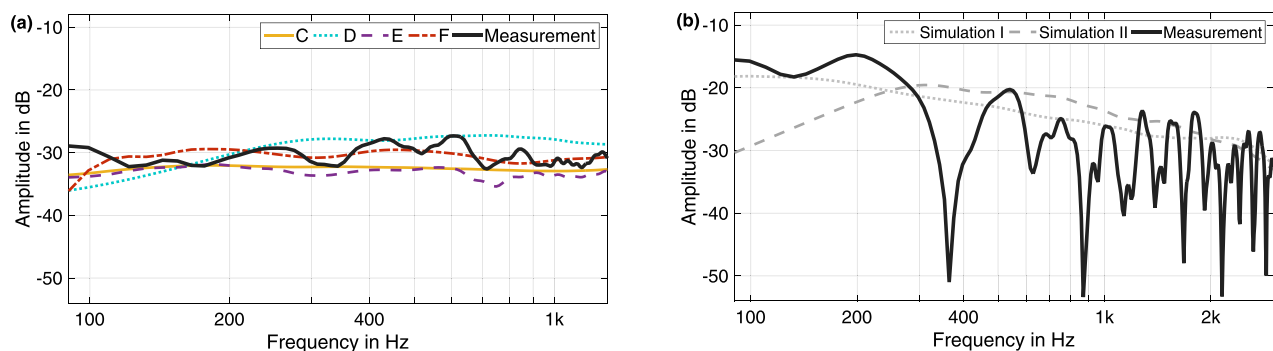 (a)
C D E F Measurement
Amplitude in dB
-10
-20
-30
-40
-50
100 200 400 1k
Frequency in Hz
(b)
Simulation I Simulation II Measurement
Amplitude in dB
-10
-20
-30
-40
-50
100 200 400 1k 2k
Frequency in Hz